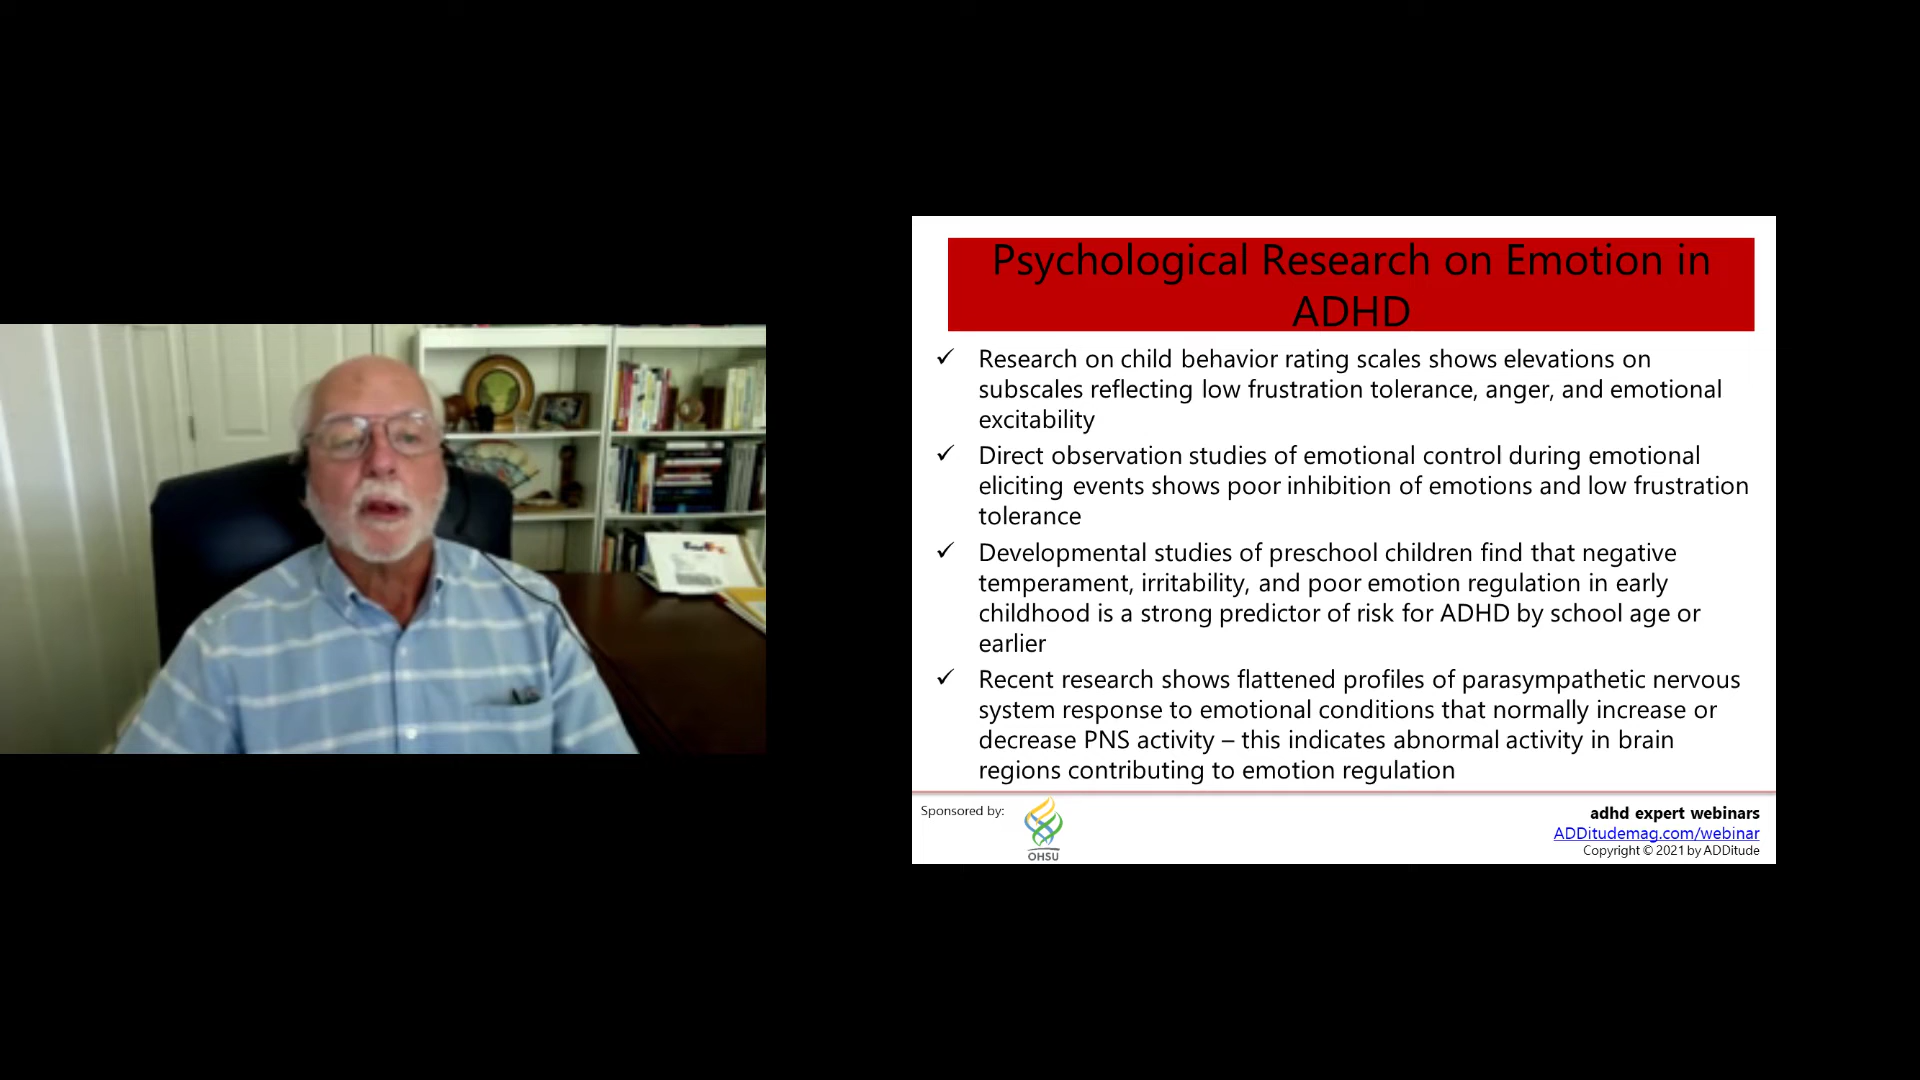 Psychological Research on Emotion in
ADHD
✓ Research on child behavior rating scales shows elevations on
subscales reflecting low frustration tolerance, anger, and emotional
excitability
✓ Direct observation studies of emotional control during emotional
eliciting events shows poor inhibition of emotions and low frustration
tolerance
✓ Developmental studies of preschool children find that negative
temperament, irritability, and poor emotion regulation in early
childhood is a strong predictor of risk for ADHD by school age or
earlier
✓ Recent research shows flattened profiles of parasympathetic nervous
system response to emotional conditions that normally increase or
decrease PNS activity – this indicates abnormal activity in brain
regions contributing to emotion regulation
Sponsored by:
OHSU
adhd expert webinars
ADDitudemag.com/webinar
Copyright © 2021 by ADDitude